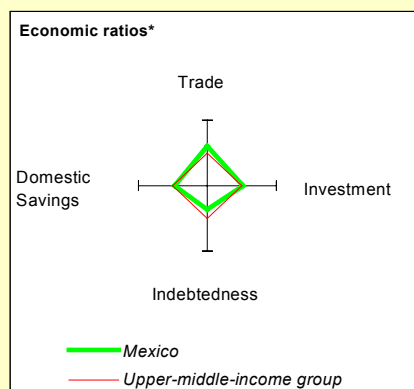 Economic ratios*
Trade
Domestic
Savings
Investment
Indebtedness
Mexico
Upper-middle-income group